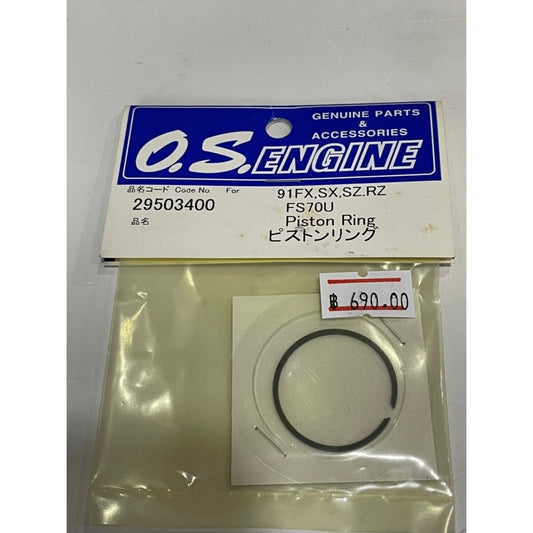 GENUINE PARTS
&
ACCESSORIES
O.S.ENGINE
品名コード Code No. For
29503400
91FX,SX,SZ.RZ
FS70U
品名
Piston Ring
ピストンリング
฿ 690.00